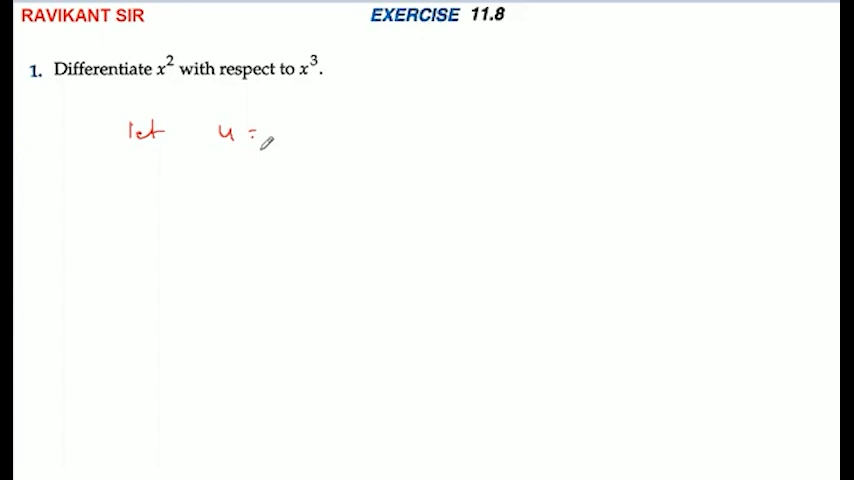 RAVIKANT SIR
EXERCISE 11.8
1. Differentiate x² with respect to x³.
let u =